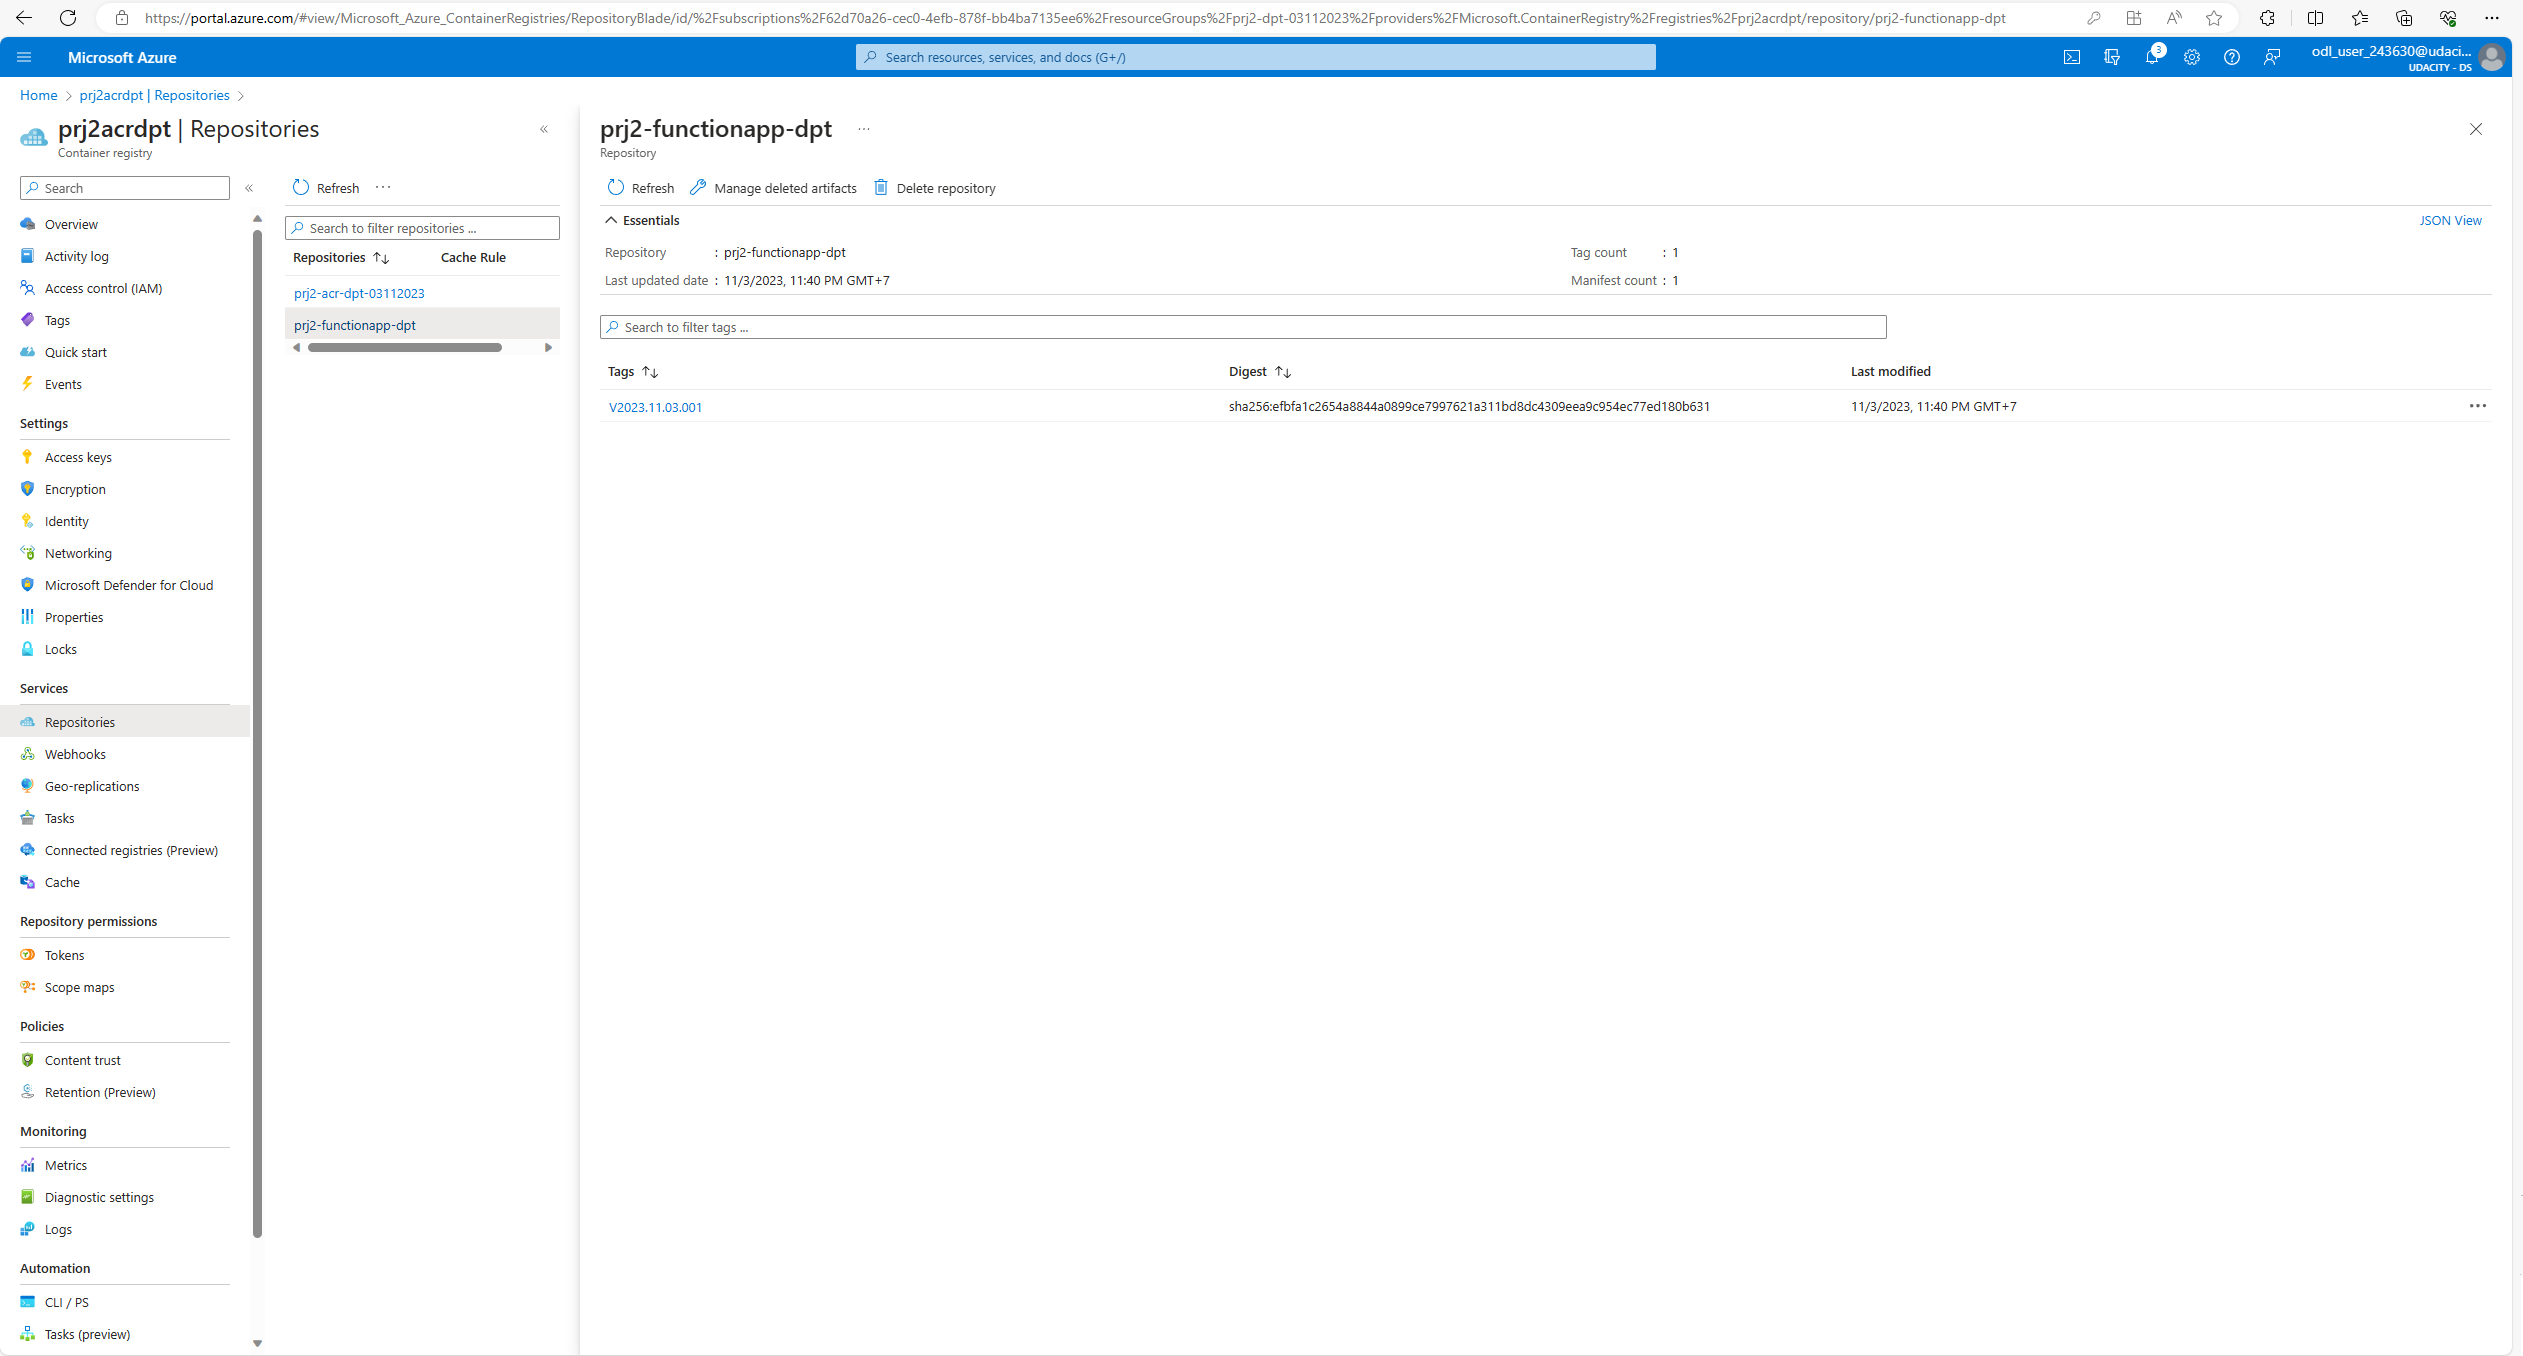 https://portal.azure.com/#view/Microsoft_Azure_ContainerRegistries/RepositoryBlade/id/%2Fsubscriptions%2F62d70a26-cec0-4efb-878f-bb4ba7135ee6%2FresourceGroups%2Fprj2-dpt-03112023%2Fproviders%2FMicrosoft.ContainerRegistry%2Fregistries%2Fprj2acrdpt/repository/prj2-functionapp-dpt
Microsoft Azure
Search resources, services, and docs (G+/)
3
odl_user_243630@udaci...
UDACITY - DS
Home > prj2acrdpt | Repositories >
prj2acrdpt | Repositories
Container registry
Search
Overview
Activity log
Access control (IAM)
Tags
Quick start
Events
Settings
Access keys
Encryption
Identity
Networking
Microsoft Defender for Cloud
Properties
Locks
Services
Repositories
Webhooks
Geo-replications
Tasks
Connected registries (Preview)
Cache
Repository permissions
Tokens
Scope maps
Policies
Content trust
Retention (Preview)
Monitoring
Metrics
Diagnostic settings
Logs
Automation
CLI / PS
Tasks (preview)
Refresh
Search to filter repositories ...
Repositories Cache Rule
prj2-acr-dpt-03112023
prj2-functionapp-dpt
prj2-functionapp-dpt
Repository
Refresh Manage deleted artifacts Delete repository
Essentials JSON View
Repository : prj2-functionapp-dpt Tag count : 1
Last updated date : 11/3/2023, 11:40 PM GMT+7 Manifest count : 1
Search to filter tags ...
Tags Digest Last modified
V2023.11.03.001 sha256:efbfa1c2654a8844a0899ce7997621a311bd8dc4309eea9c954ec77ed180b631 11/3/2023, 11:40 PM GMT+7